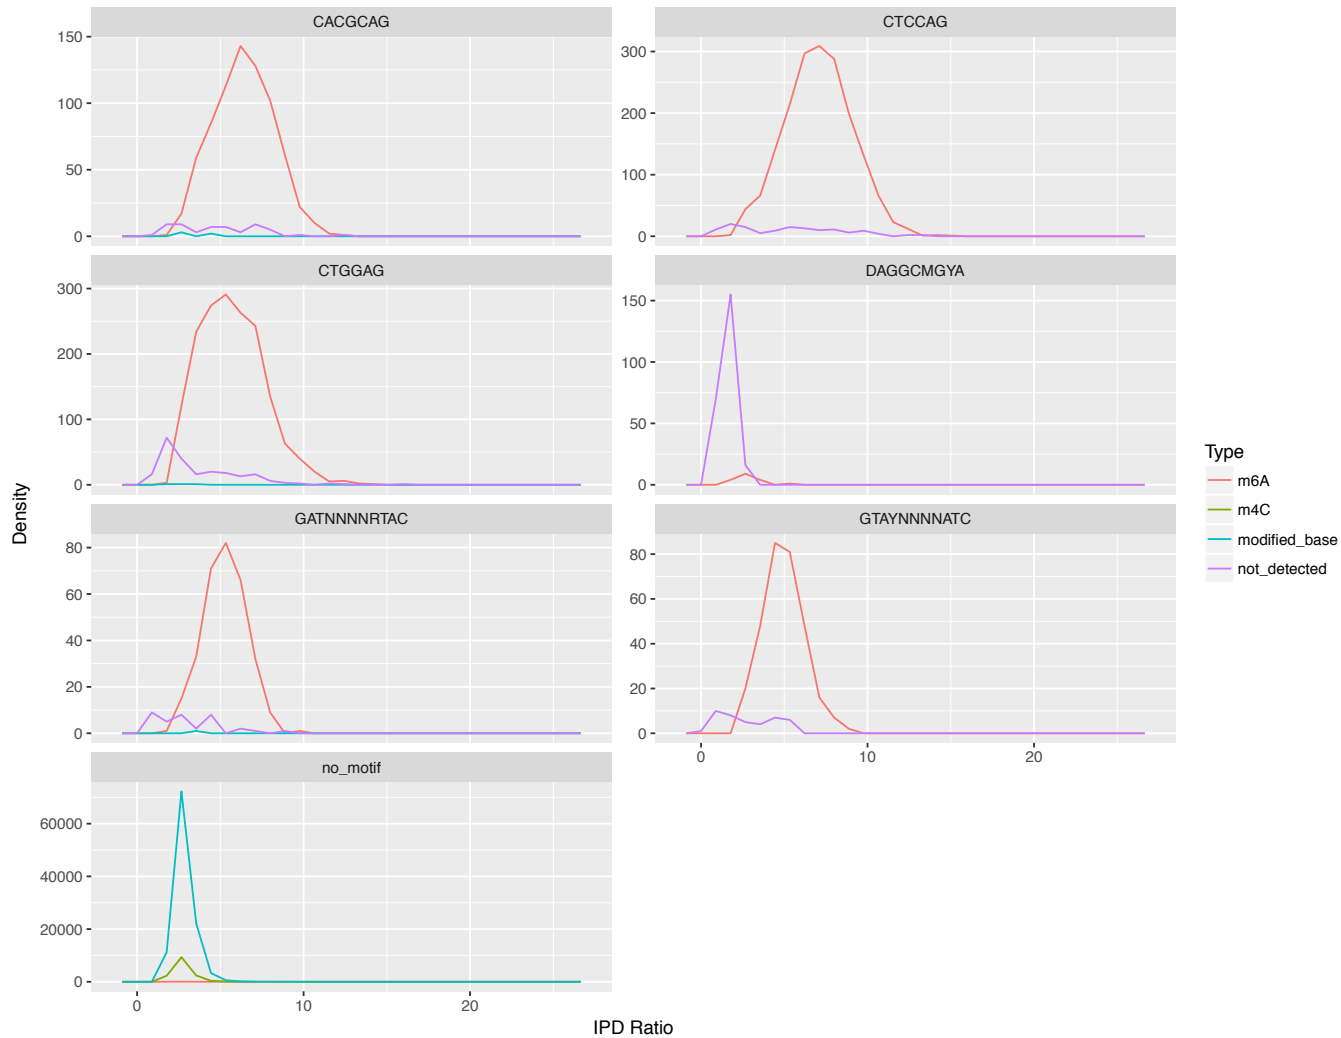 CACGCAG
CTCCAG
150
100
50
0
300
200
100
0
CTGGAG
DAGGCMGYA
300
200
100
0
150
100
50
0
GATNNNNRTAC
GTAYNNNNATC
80
60
40
20
0
80
60
40
20
0
0 10 20
no_motif
60000
40000
20000
0
0 10 20
IPD Ratio
Density
Type
m6A
m4C
modified_base
not_detected